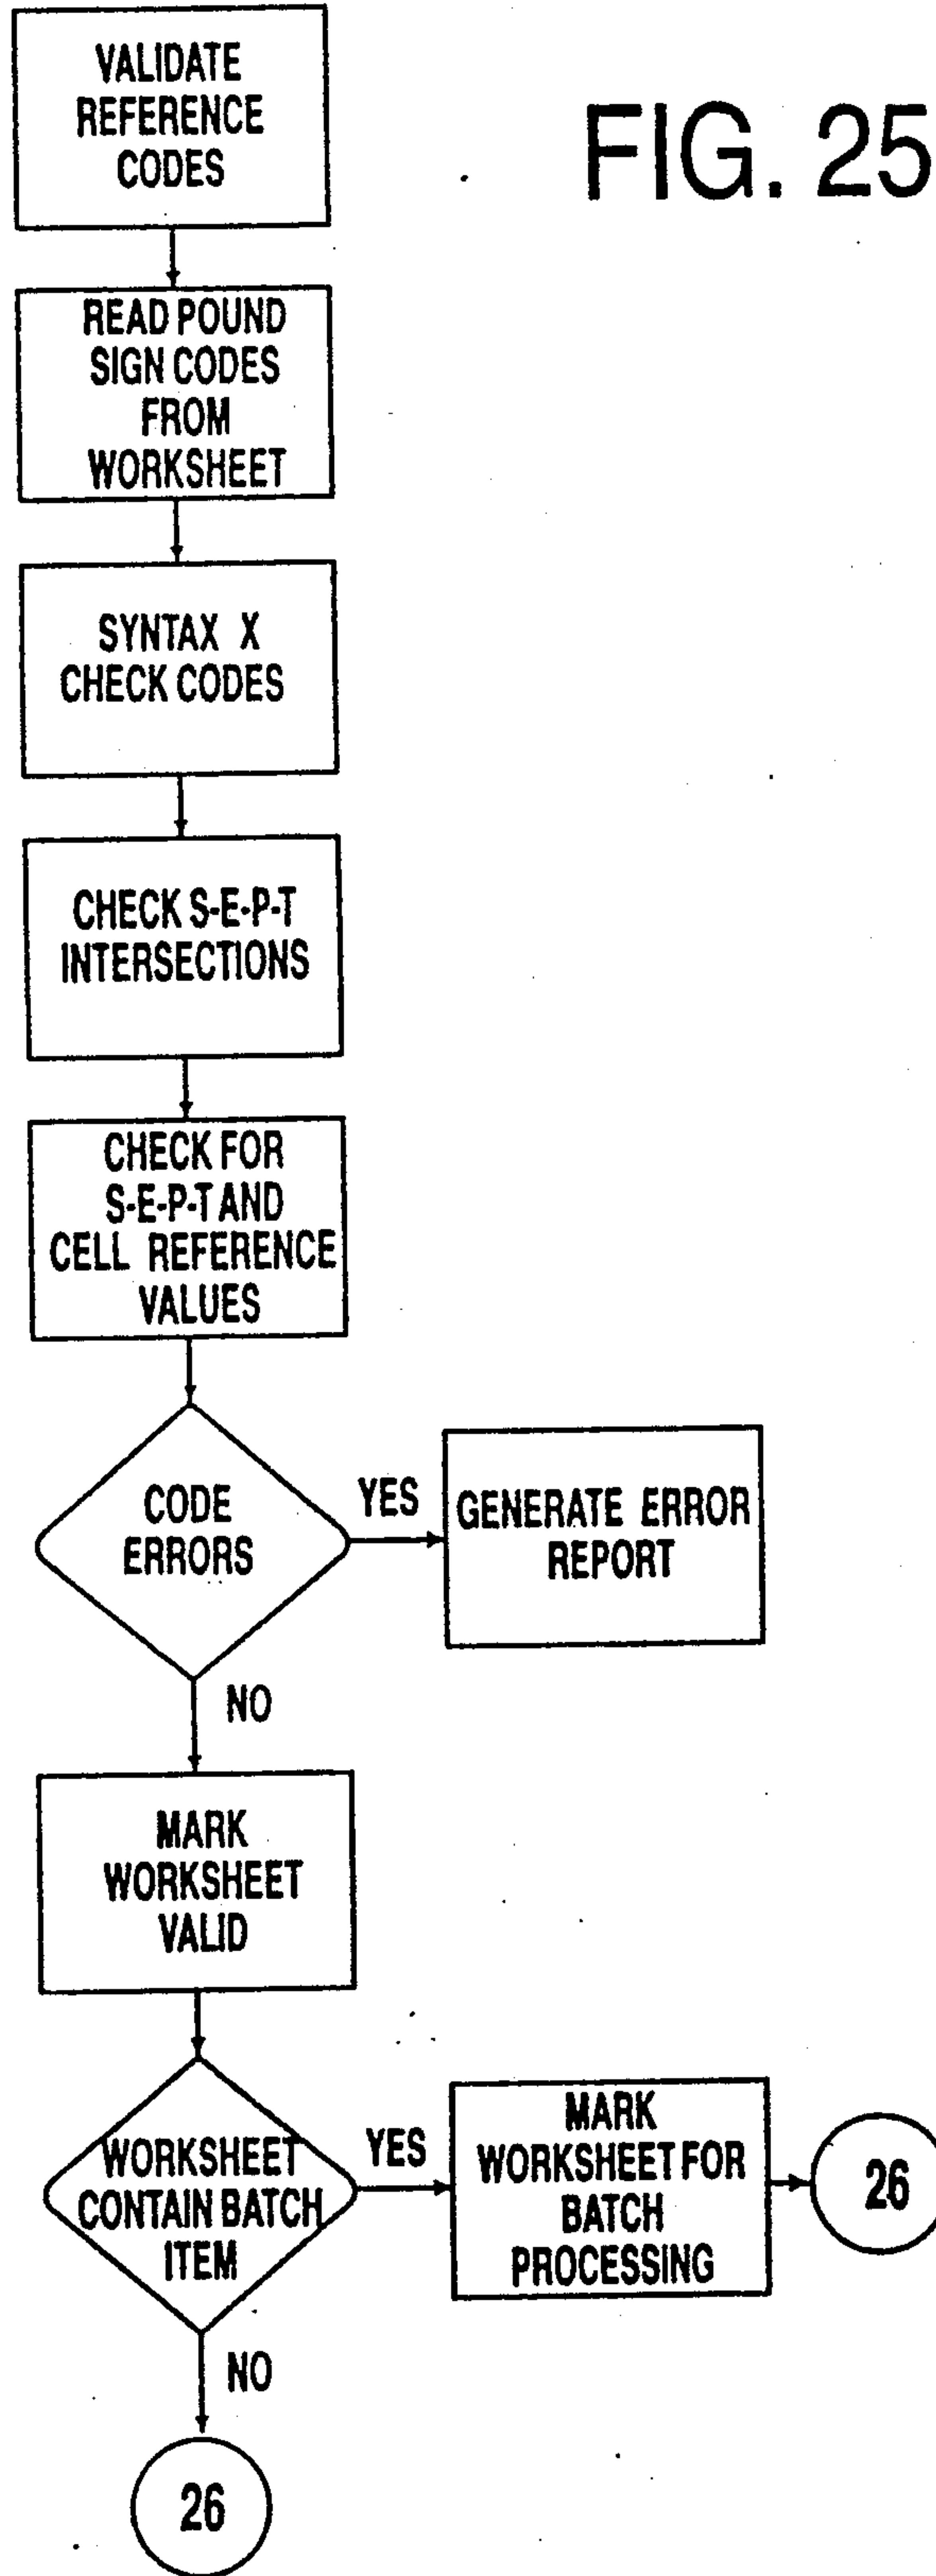 FIG. 25
VALIDATE
REFERENCE
CODES
READ POUND
SIGN CODES
FROM
WORKSHEET
SYNTAX X
CHECK CODES
CHECK S-E-P-T
INTERSECTIONS
CHECK FOR
S-E-P-T AND
CELL REFERENCE
VALUES
CODE
ERRORS
YES
GENERATE ERROR
REPORT
NO
MARK
WORKSHEET
VALID
WORKSHEET
CONTAIN BATCH
ITEM
YES
MARK
WORKSHEET FOR
BATCH
PROCESSING
26
NO
26